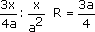 3x/4a : x/a² R = 3a/4